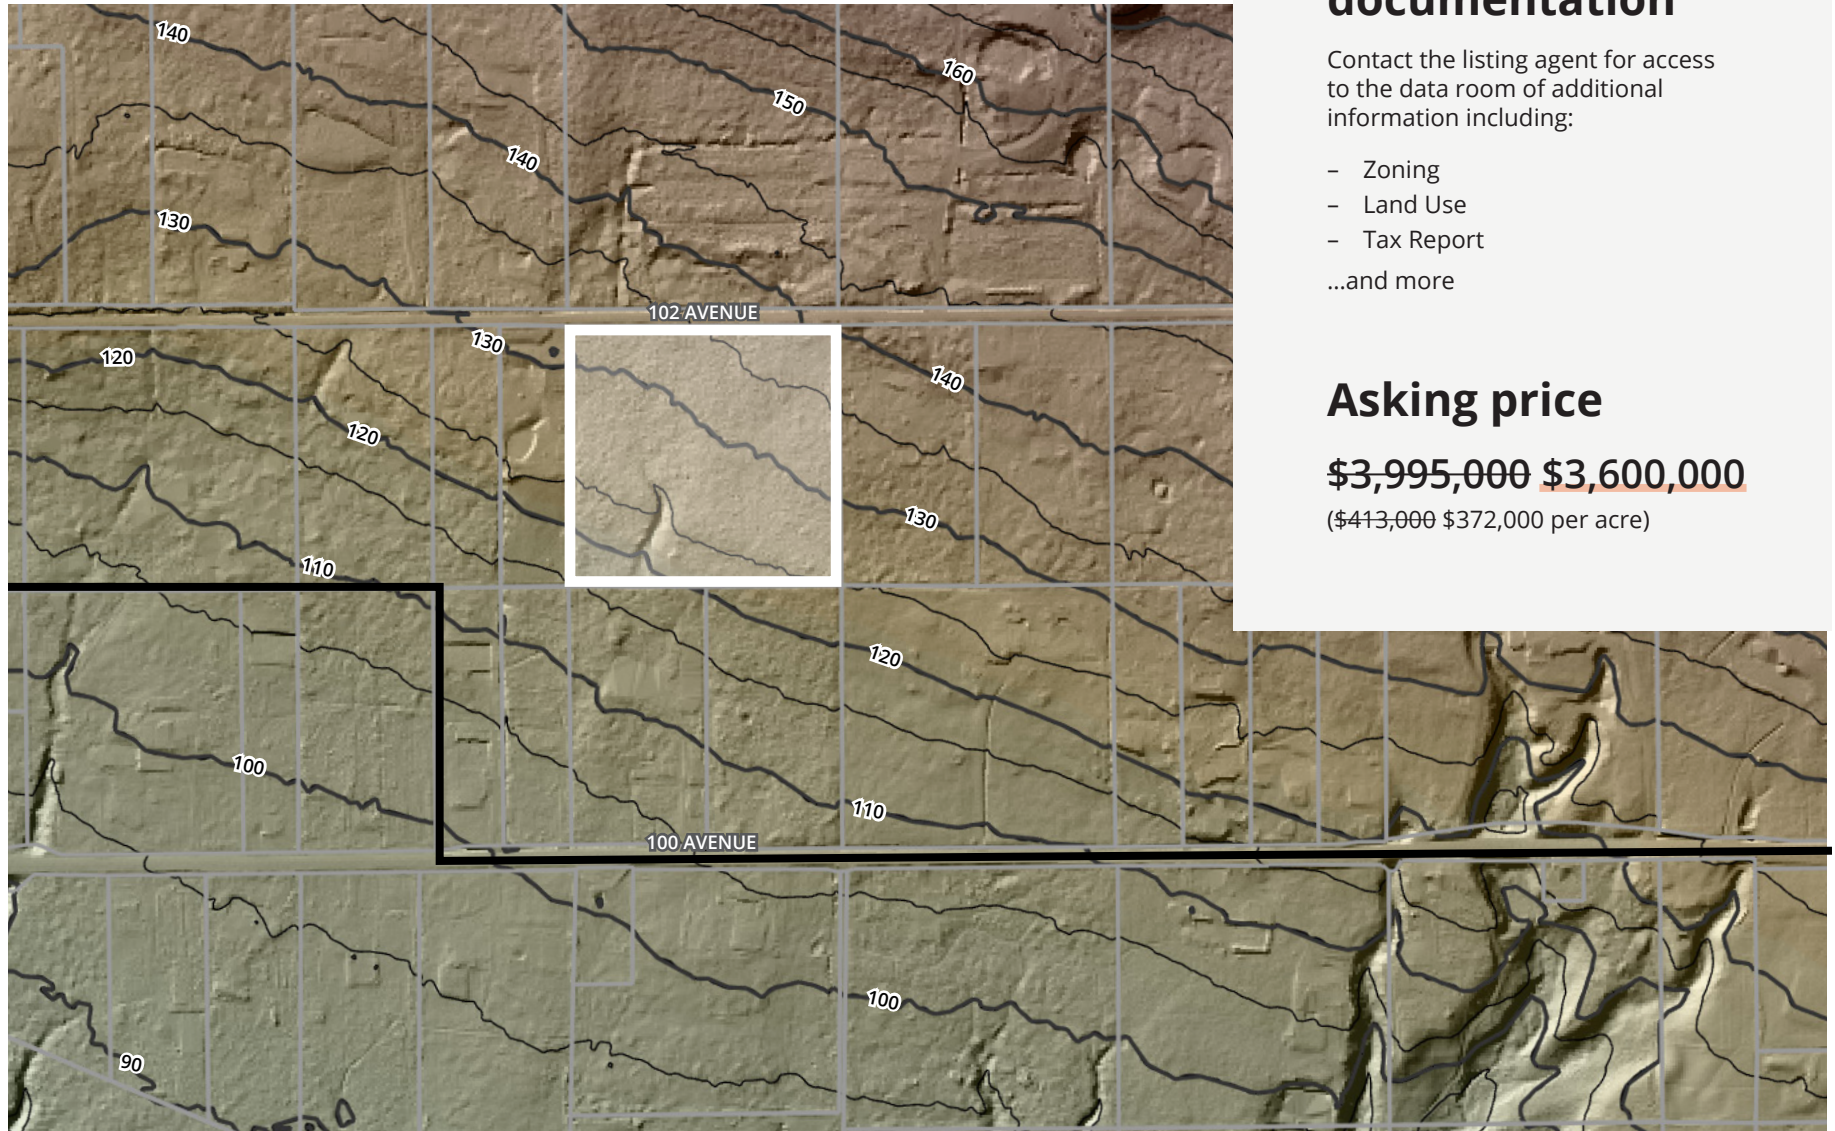 documentation
Contact the listing agent for access
to the data room of additional
information including:
– Zoning
– Land Use
– Tax Report
...and more
Asking price
$3,995,000 $3,600,000
($413,000 $372,000 per acre)
140
160
150
140
130
102 AVENUE
130
120
140
120
130
110
120
100
110
100 AVENUE
100
90